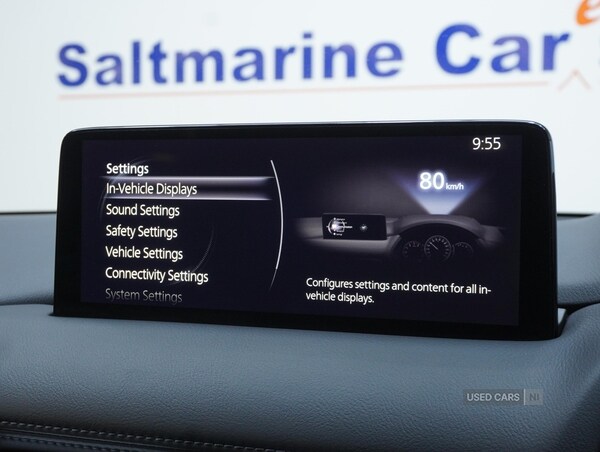 Saltmarine Car
9:55
Settings
In-Vehicle Displays
Sound Settings
Safety Settings
Vehicle Settings
Connectivity Settings
System Settings
80 km/h
Configures settings and content for all in-
vehicle displays.
USED CARS NI